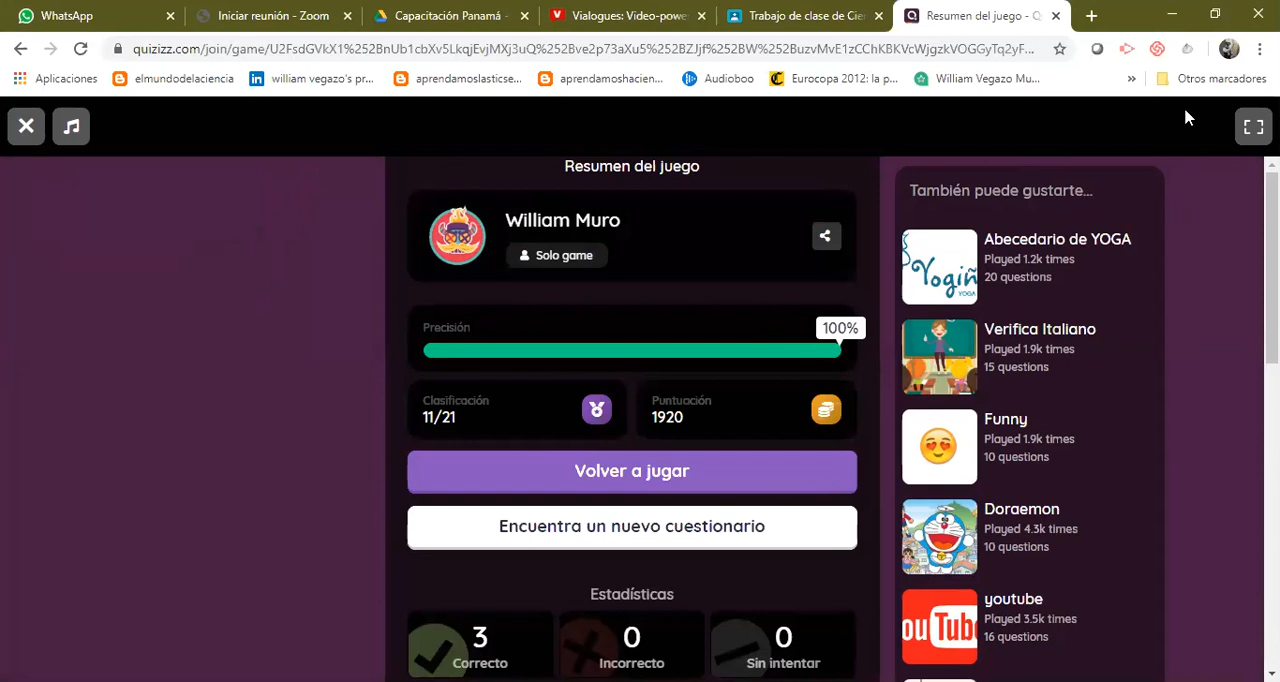 WhatsApp
Iniciar reunión - Zoom
Capacitación Panamá -
Vialogues: Video-powe
Trabajo de clase de Cie
Resumen del juego - Q
quizizz.com/join/game/U2FsdGVkX1%252BnUb1cbXv5LkqjEvjMXj3uQ%252Bve2p73aXu5%252BZJjf%252BW%252BuzvMvE1zCChKBKVcWjgzkVOGGyTq2yF...
Aplicaciones
elmundodelaciencia
william vegazo's pr...
aprendamoslasticse...
aprendamoshacien...
Audioboo
Eurocopa 2012: la p...
William Vegazo Mu...
»
Otros marcadores
Resumen del juego
William Muro
Solo game
Precisión
100%
Clasificación
11/21
Puntuación
1920
Volver a jugar
Encuentra un nuevo cuestionario
Estadísticas
3
Correcto
0
Incorrecto
0
Sin intentar
También puede gustarte...
Yogiñ
YOGA
Abecedario de YOGA
Played 1.2k times
20 questions
Verifica Italiano
Played 1.9k times
15 questions
Funny
Played 1.9k times
10 questions
Doraemon
Played 4.3k times
10 questions
ouTub
youtube
Played 3.5k times
16 questions